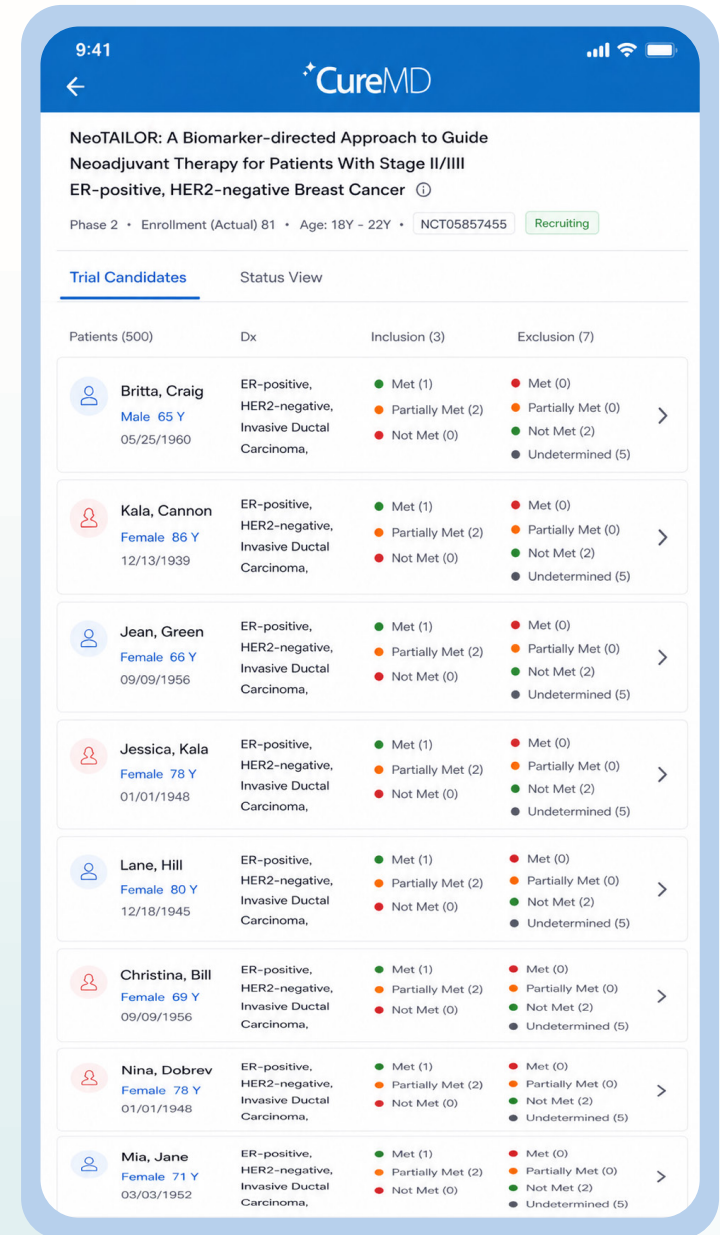 9:41
CureMD
NeoTAILOR: A Biomarker-directed Approach to Guide
Neoadjuvant Therapy for Patients With Stage II/IIII
ER-positive, HER2-negative Breast Cancer
Phase 2 • Enrollment (Actual) 81 • Age: 18Y - 22Y • NCT05857455 Recruiting
Trial Candidates Status View
Patients (500) Dx Inclusion (3) Exclusion (7)
Britta, Craig
Male 65 Y
05/25/1960
ER-positive,
HER2-negative,
Invasive Ductal
Carcinoma,
Met (1)
Partially Met (2)
Not Met (0)
Met (0)
Partially Met (0)
Not Met (2)
Undetermined (5)
Kala, Cannon
Female 86 Y
12/13/1939
ER-positive,
HER2-negative,
Invasive Ductal
Carcinoma,
Met (1)
Partially Met (2)
Not Met (0)
Met (0)
Partially Met (0)
Not Met (2)
Undetermined (5)
Jean, Green
Female 66 Y
09/09/1956
ER-positive,
HER2-negative,
Invasive Ductal
Carcinoma,
Met (1)
Partially Met (2)
Not Met (0)
Met (0)
Partially Met (0)
Not Met (2)
Undetermined (5)
Jessica, Kala
Female 78 Y
01/01/1948
ER-positive,
HER2-negative,
Invasive Ductal
Carcinoma,
Met (1)
Partially Met (2)
Not Met (0)
Met (0)
Partially Met (0)
Not Met (2)
Undetermined (5)
Lane, Hill
Female 80 Y
12/18/1945
ER-positive,
HER2-negative,
Invasive Ductal
Carcinoma,
Met (1)
Partially Met (2)
Not Met (0)
Met (0)
Partially Met (0)
Not Met (2)
Undetermined (5)
Christina, Bill
Female 69 Y
09/09/1956
ER-positive,
HER2-negative,
Invasive Ductal
Carcinoma,
Met (1)
Partially Met (2)
Not Met (0)
Met (0)
Partially Met (0)
Not Met (2)
Undetermined (5)
Nina, Dobrev
Female 78 Y
01/01/1948
ER-positive,
HER2-negative,
Invasive Ductal
Carcinoma,
Met (1)
Partially Met (2)
Not Met (0)
Met (0)
Partially Met (0)
Not Met (2)
Undetermined (5)
Mia, Jane
Female 71 Y
03/03/1952
ER-positive,
HER2-negative,
Invasive Ductal
Carcinoma,
Met (1)
Partially Met (2)
Not Met (0)
Met (0)
Partially Met (0)
Not Met (2)
Undetermined (5)